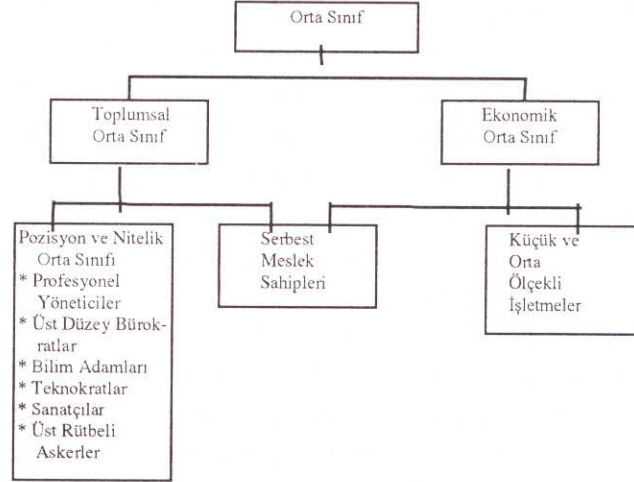 Orta Sınıf
Toplumsal
Orta Sınıf
Ekonomik
Orta Sınıf
Pozisyon ve Nitelik
Orta Sınıfı
* Profesyonel
Yöneticiler
* Üst Düzey Bürok-
ratlar
* Bilim Adamları
* Teknokratlar
* Sanatçılar
* Üst Rütbeli
Askerler
Serbest
Meslek
Sahipleri
Küçük ve
Orta
Ölçekli
İşletmeler